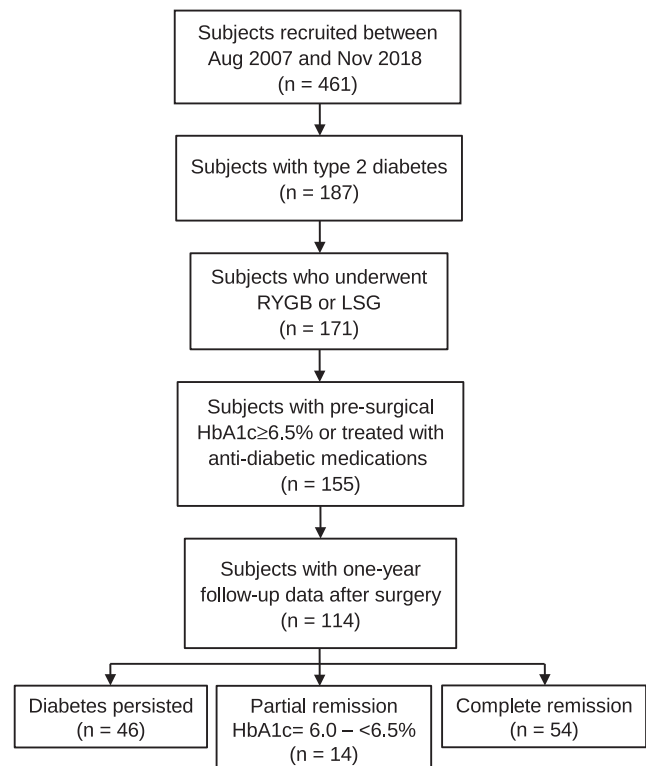 Subjects recruited between
Aug 2007 and Nov 2018
(n = 461)
Subjects with type 2 diabetes
(n = 187)
Subjects who underwent
RYGB or LSG
(n = 171)
Subjects with pre-surgical
HbA1c≥6.5% or treated with
anti-diabetic medications
(n = 155)
Subjects with one-year
follow-up data after surgery
(n = 114)
Diabetes persisted
(n = 46)
Partial remission
HbA1c= 6.0 – <6.5%
(n = 14)
Complete remission
(n = 54)